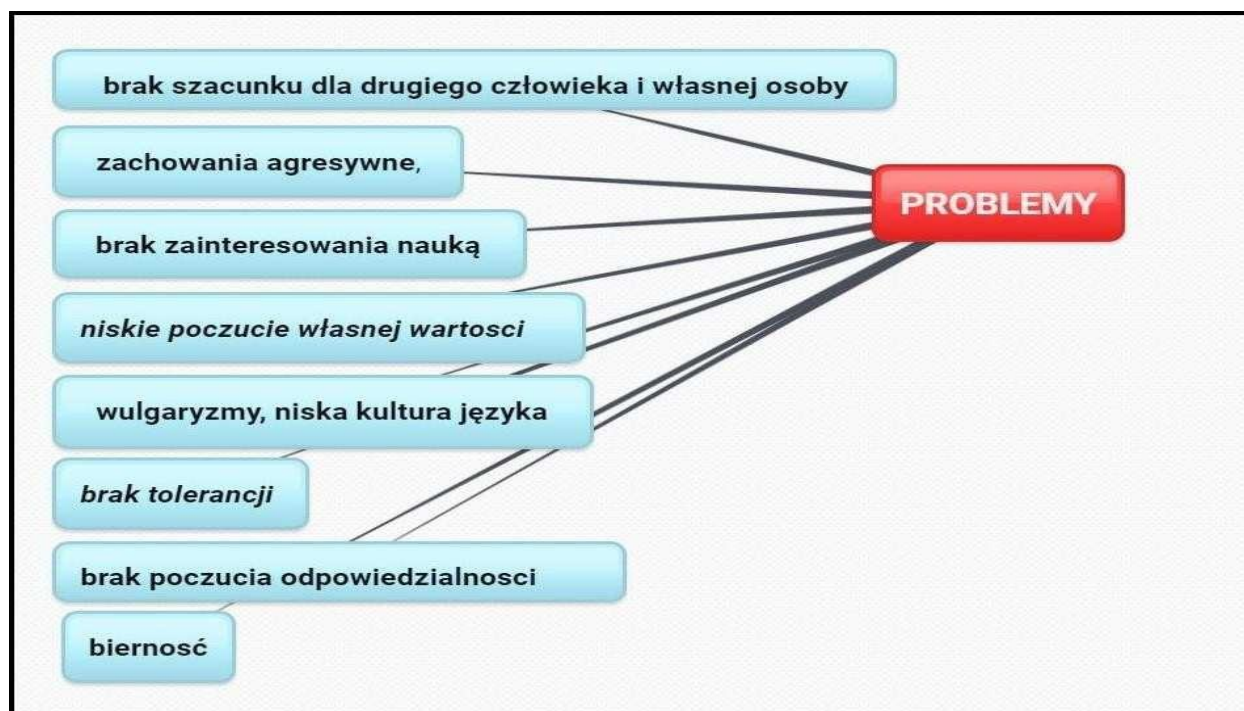 brak szacunku dla drugiego człowieka i własnej osoby
zachowania agresywne,
PROBLEMY
brak zainteresowania nauką
niskie poczucie własnej wartosci
wulgaryzmy, niska kultura języka
brak tolerancji
brak poczucia odpowiedzialnosci
biernosć